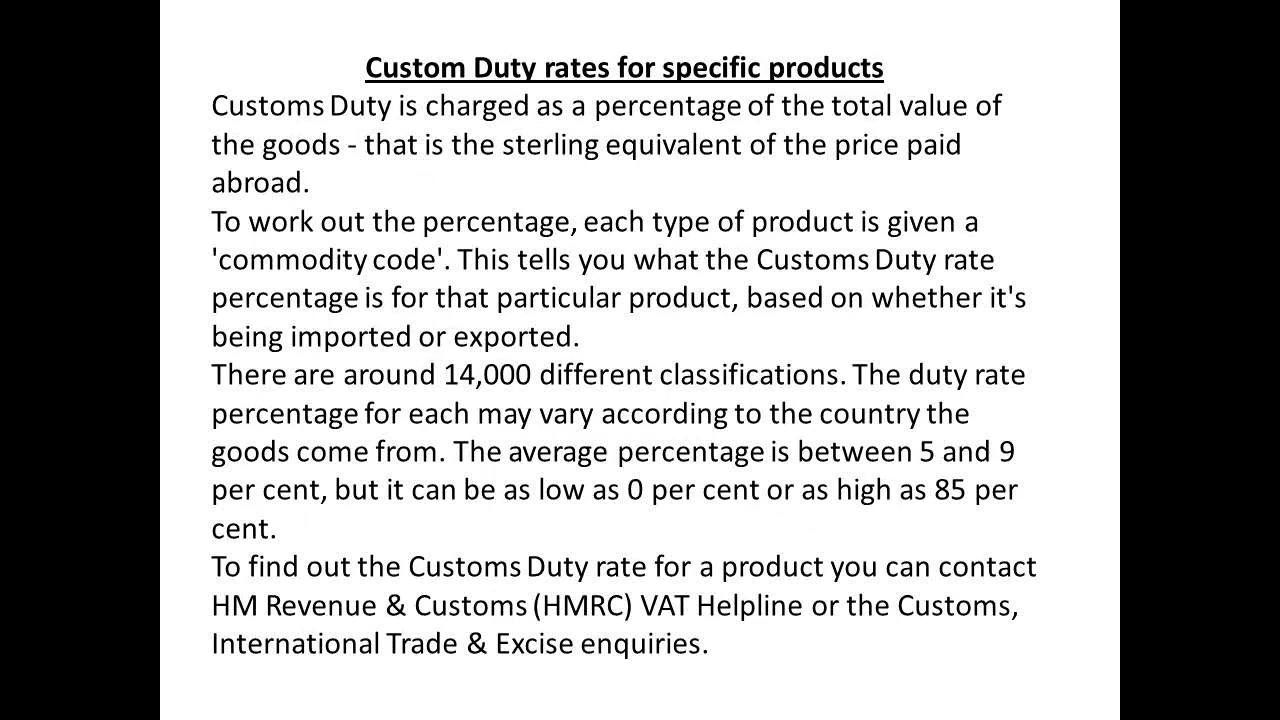 Custom Duty rates for specific products
Customs Duty is charged as a percentage of the total value of
the goods - that is the sterling equivalent of the price paid
abroad.
To work out the percentage, each type of product is given a
'commodity code'. This tells you what the Customs Duty rate
percentage is for that particular product, based on whether it's
being imported or exported.
There are around 14,000 different classifications. The duty rate
percentage for each may vary according to the country the
goods come from. The average percentage is between 5 and 9
per cent, but it can be as low as 0 per cent or as high as 85 per
cent.
To find out the Customs Duty rate for a product you can contact
HM Revenue & Customs (HMRC) VAT Helpline or the Customs,
International Trade & Excise enquiries.